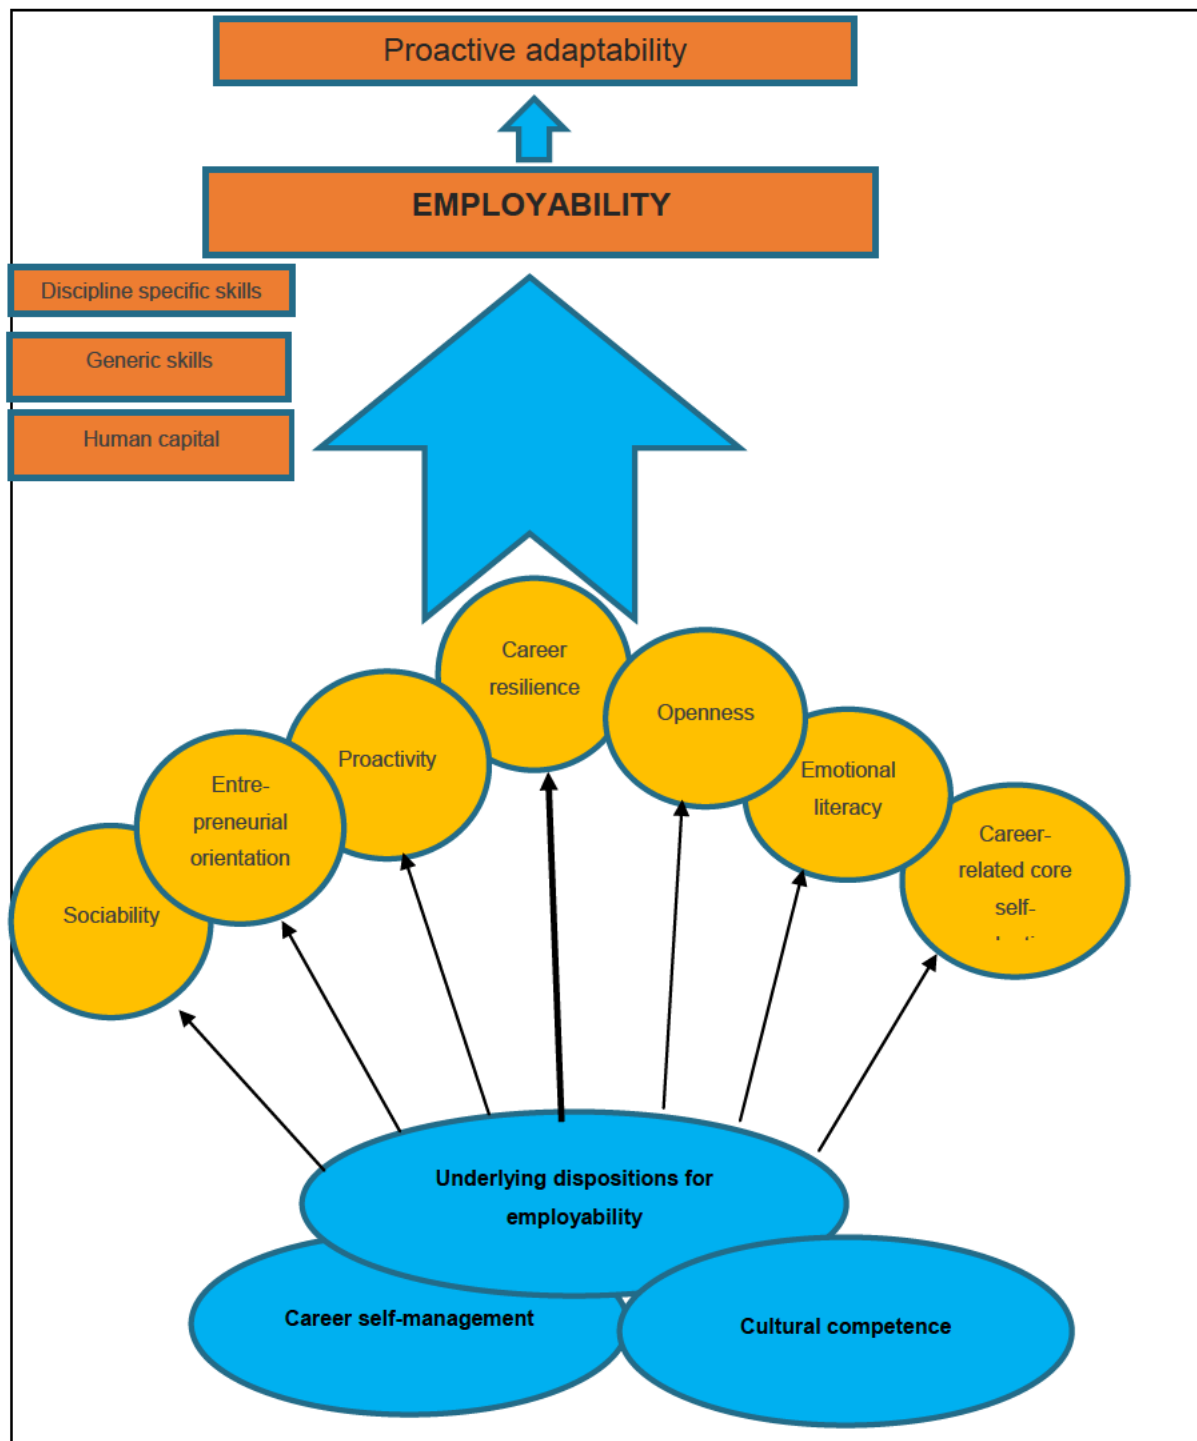 Proactive adaptability
EMPLOYABILITY
Discipline specific skills
Generic skills
Human capital
Career
resilience
Openness
Proactivity
Emotional
literacy
Entre-
preneurial
orientation
Career-
related core
self-
Sociability
Underlying dispositions for
employability
Career self-management
Cultural competence